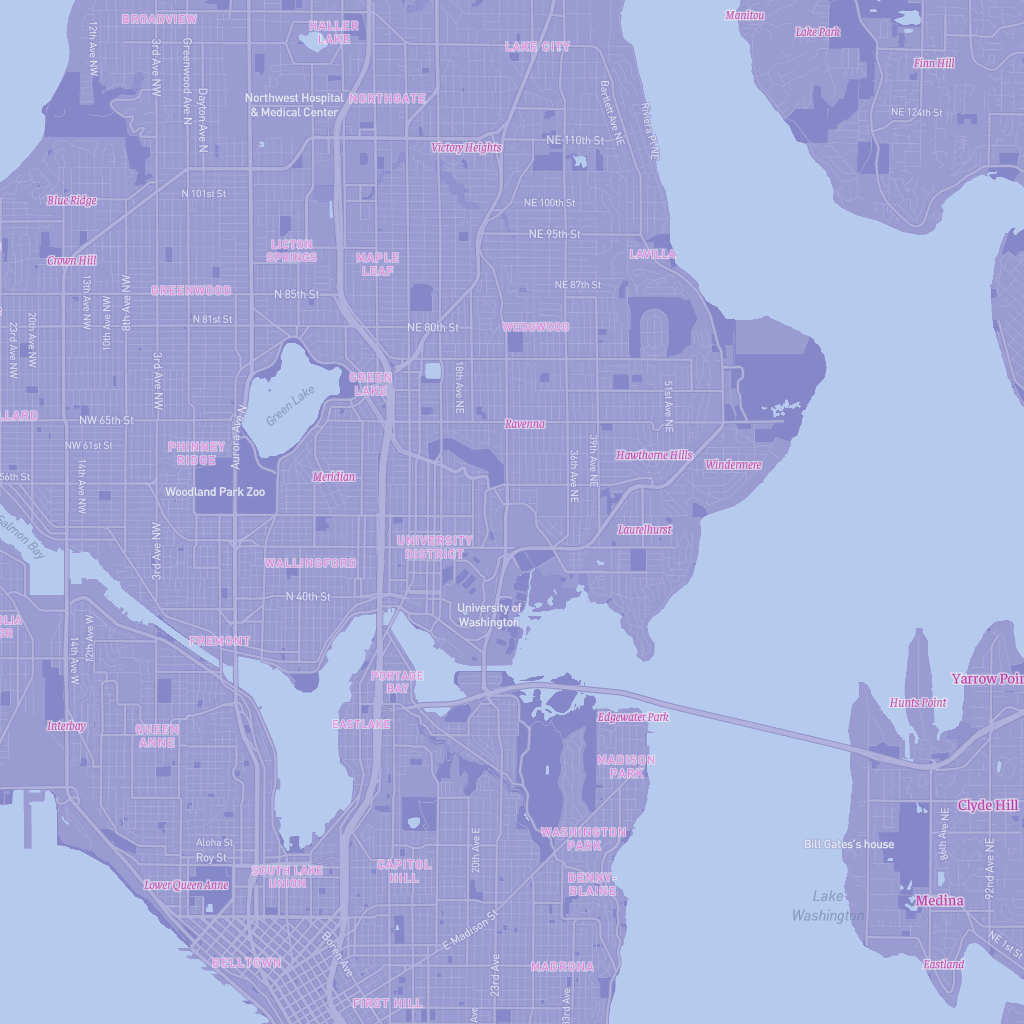 BROADVIEW
HALLER
LAKE
Manitou
Lake Park
12th Ave NW
3rd Ave NW
Greenwood Ave N
LAKE CITY
Finn Hill
Dayton Ave N
Northwest Hospital
& Medical Center
NORTHGATE
Bartlett Ave NE
Riviera Pl NE
NE 124th St
Victory Heights
NE 110th St
Blue Ridge
N 101st St
NE 100th St
NE 95th St
LICTON
SPRINGS
MAPLE
LEAF
LAVILLA
Crown Hill
13th Ave NW
8th Ave NW
GREENWOOD
N 85th St
NE 87th St
10th Ave NW
20th Ave NW
23rd Ave NW
N 81st St
NE 80th St
WEDGWOOD
3rd Ave NW
GREEN
LAKE
18th Ave NE
51st Ave NE
Green Lake
LLARD
NW 65th St
Aurora Ave N
Ravenna
NW 61st St
PHINNEY
RIDGE
39th Ave NE
36th Ave NE
Hawthorne Hills
Windermere
56th St
14th Ave NW
Meridian
Woodland Park Zoo
Salmon Bay
3rd Ave NW
Laurelhurst
UNIVERSITY
DISTRICT
WALLINGFORD
N 40th St
University of
Washington
OLIA
OR
14th Ave W
12th Ave W
FREMONT
PORTAGE
BAY
Yarrow Poin
Hunts Point
EASTLAKE
Edgewater Park
Interbay
QUEEN
ANNE
MADISON
PARK
Clyde Hill
Aloha St
Roy St
WASHINGTON
PARK
Bill Gates's house
86th Ave NE
92nd Ave NE
20th Ave E
SOUTH LAKE
UNION
CAPITOL
HILL
DENNY-
BLAINE
Lower Queen Anne
Lake
Washington
Medina
E Madison St
Boren Ave
NE 1st St
BELLTOWN
MADRONA
Eastland
23rd Ave
FIRST HILL
Ave
33rd Ave